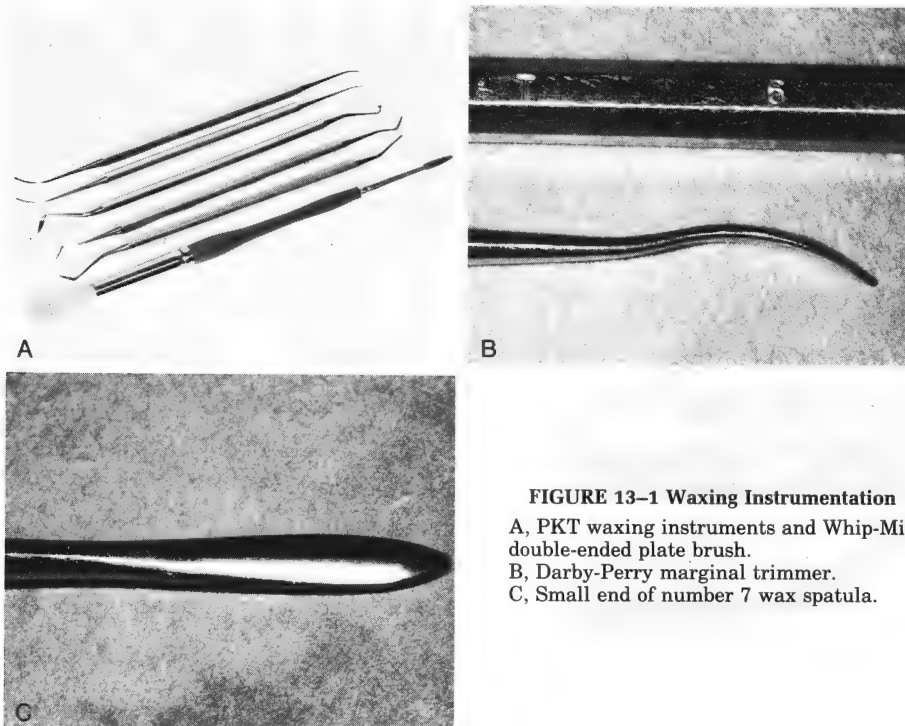 A
B
6
C
FIGURE 13–1 Waxing Instrumentation
A, PKT waxing instruments and Whip-Mi
double-ended plate brush.
B, Darby-Perry marginal trimmer.
C, Small end of number 7 wax spatula.